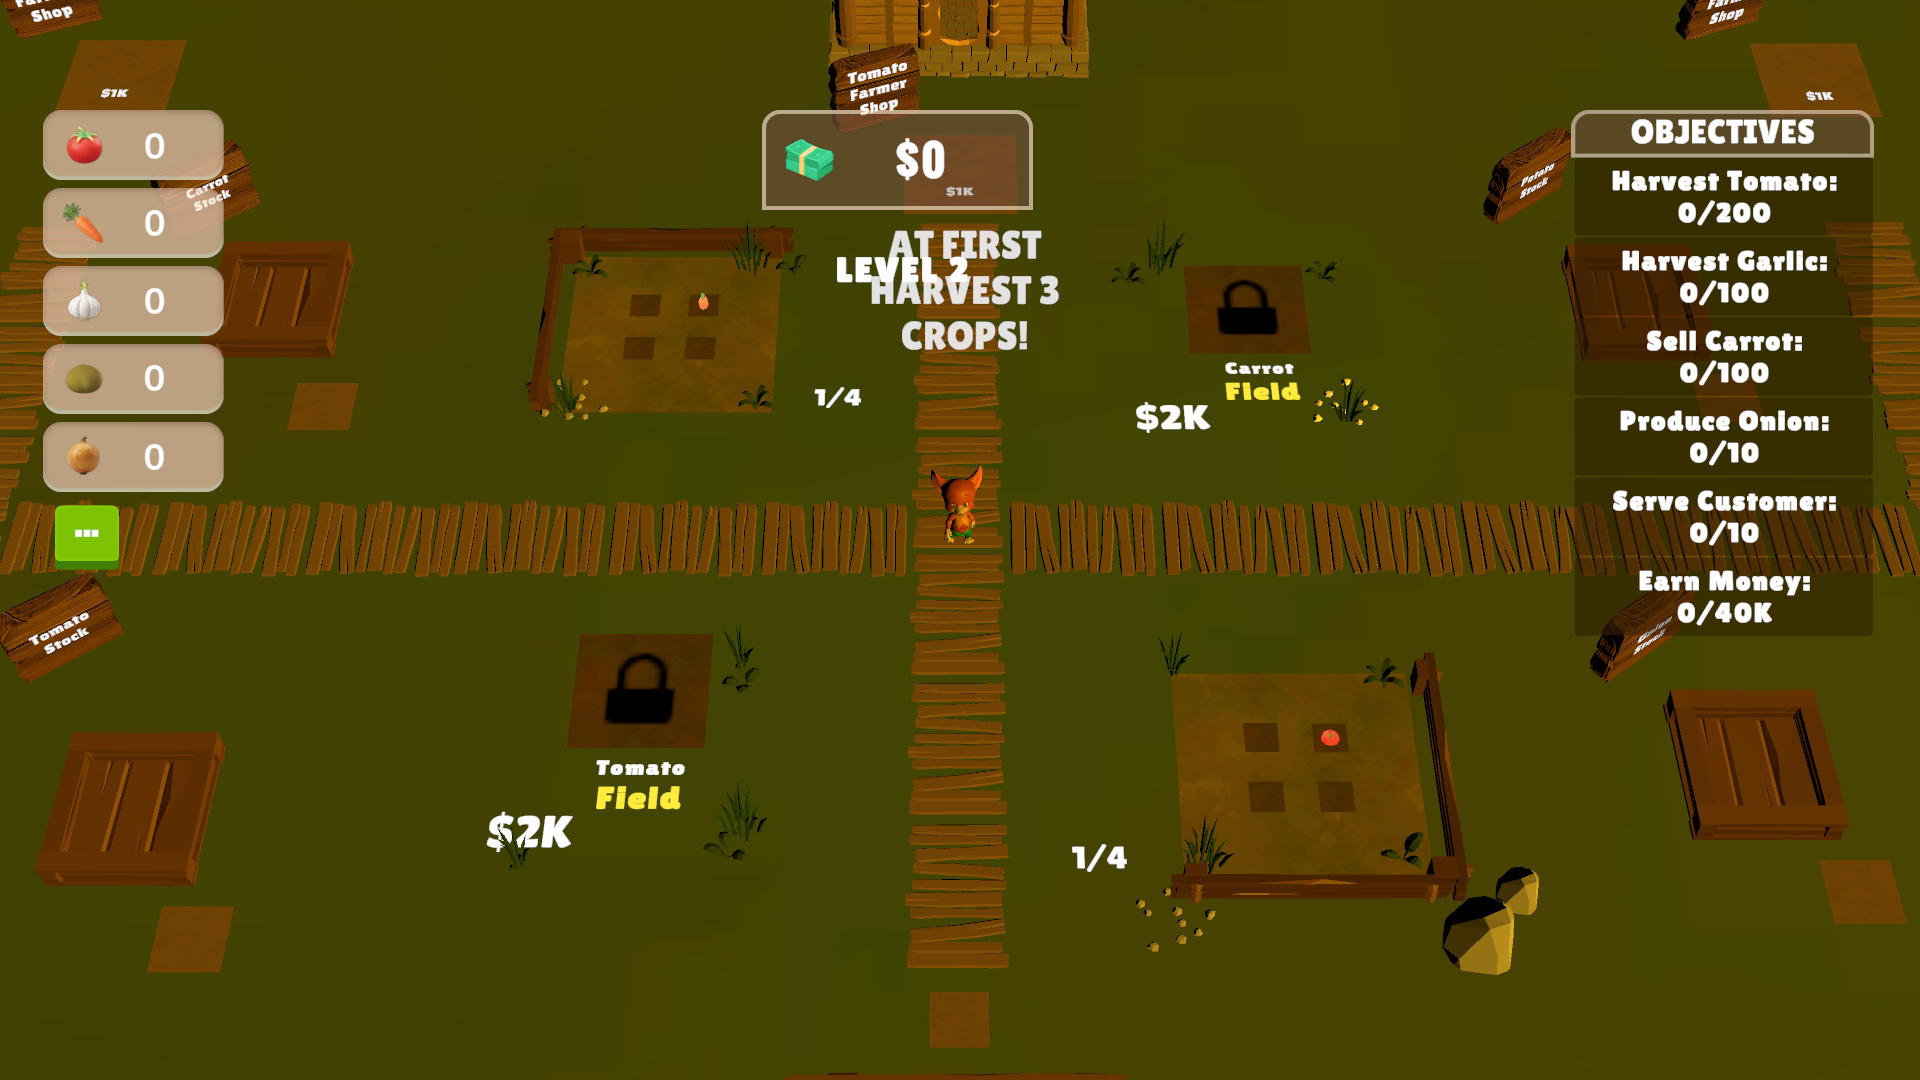 Shop
$1K
Carrot
Stock
0
0
0
0
0
Tomato
Stock
Tomato
Farmer
Shop
$0
$1K
LEVEL 2
AT FIRST
HARVEST 3
CROPS!
1/4
Carrot
Field
$2K
Tomato
Field
$2K
1/4
Shop
$1K
Potato
Stock
OBJECTIVES
Harvest Tomato:
0/200
Harvest Garlic:
0/100
Sell Carrot:
0/100
Produce Onion:
0/10
Serve Customer:
0/10
Earn Money:
0/40K
Stock